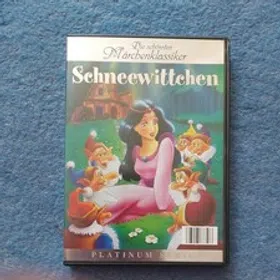 Die schönsten
Märchenklassiker
Schneewittchen
PLATINUM